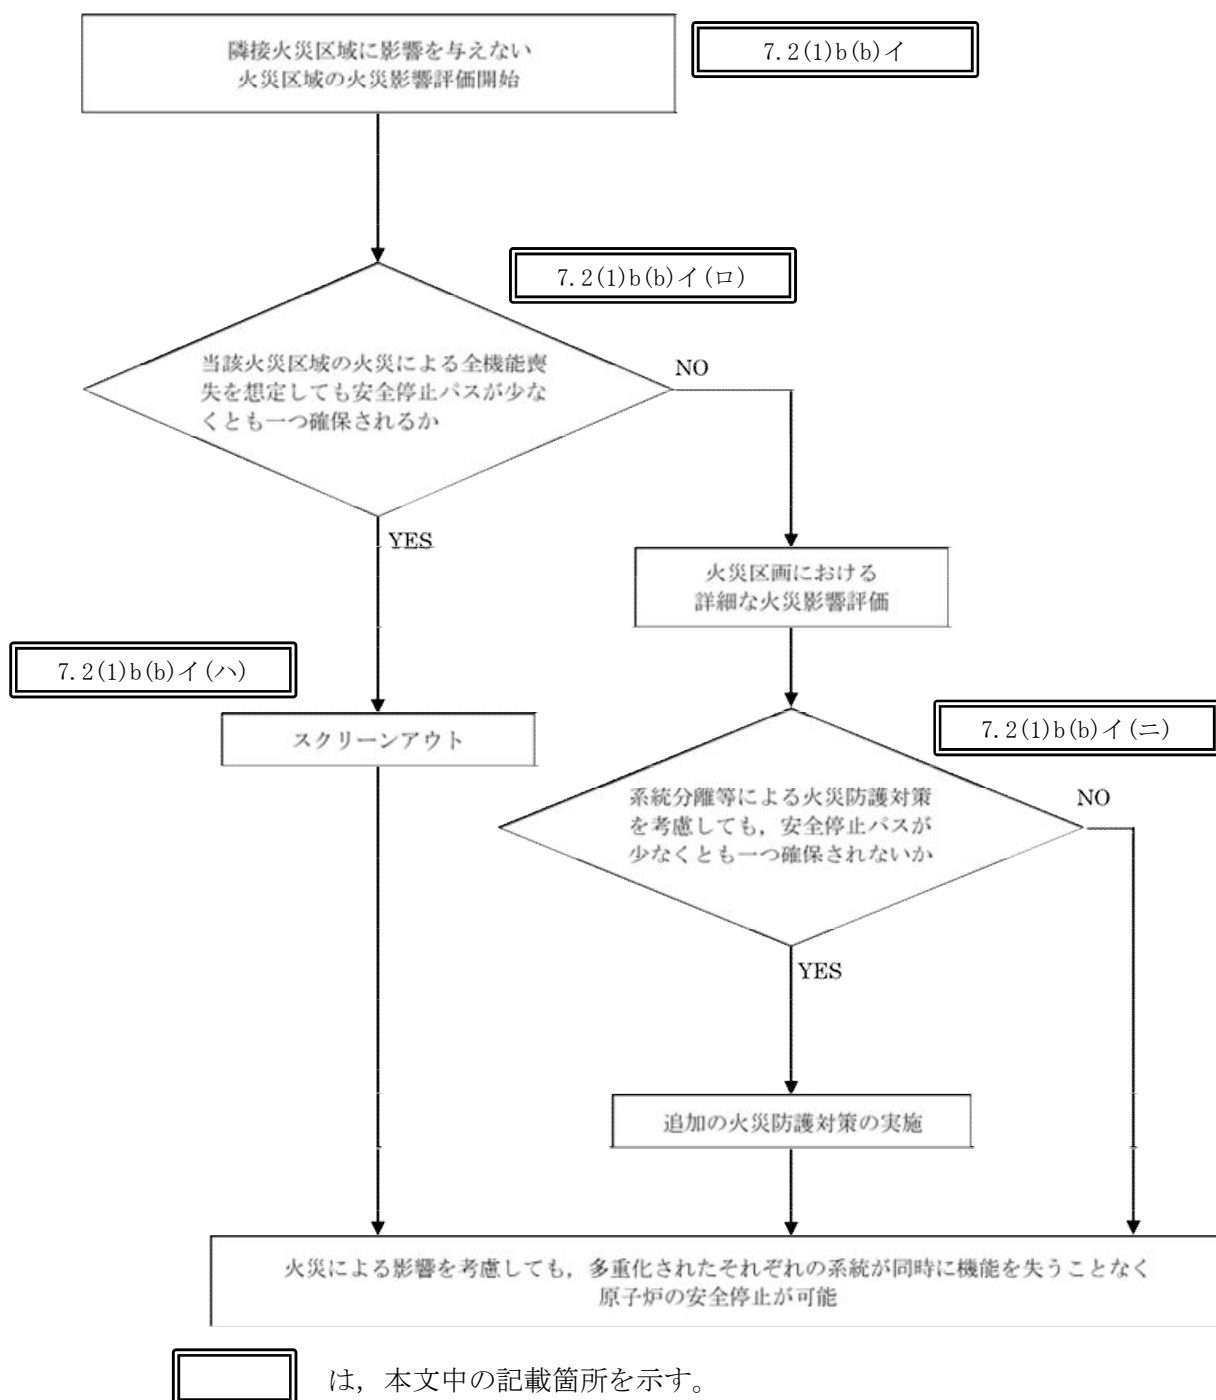 隣接火災区域に影響を与えない
火災区域の火災影響評価開始
7.2(1)b(b)イ
7.2(1)b(b)イ(ロ)
当該火災区域の火災による全機能喪
失を想定しても安全停止パスが少な
くとも一つ確保されるか
NO
YES
火災区画における
詳細な火災影響評価
7.2(1)b(b)イ(ハ)
スクリーンアウト
7.2(1)b(b)イ(ニ)
系統分離等による火災防護対策
を考慮しても，安全停止パスが
少なくとも一つ確保されないか
NO
YES
追加の火災防護対策の実施
火災による影響を考慮しても，多重化されたそれぞれの系統が同時に機能を失うことなく
原子炉の安全停止が可能
は，本文中の記載箇所を示す。